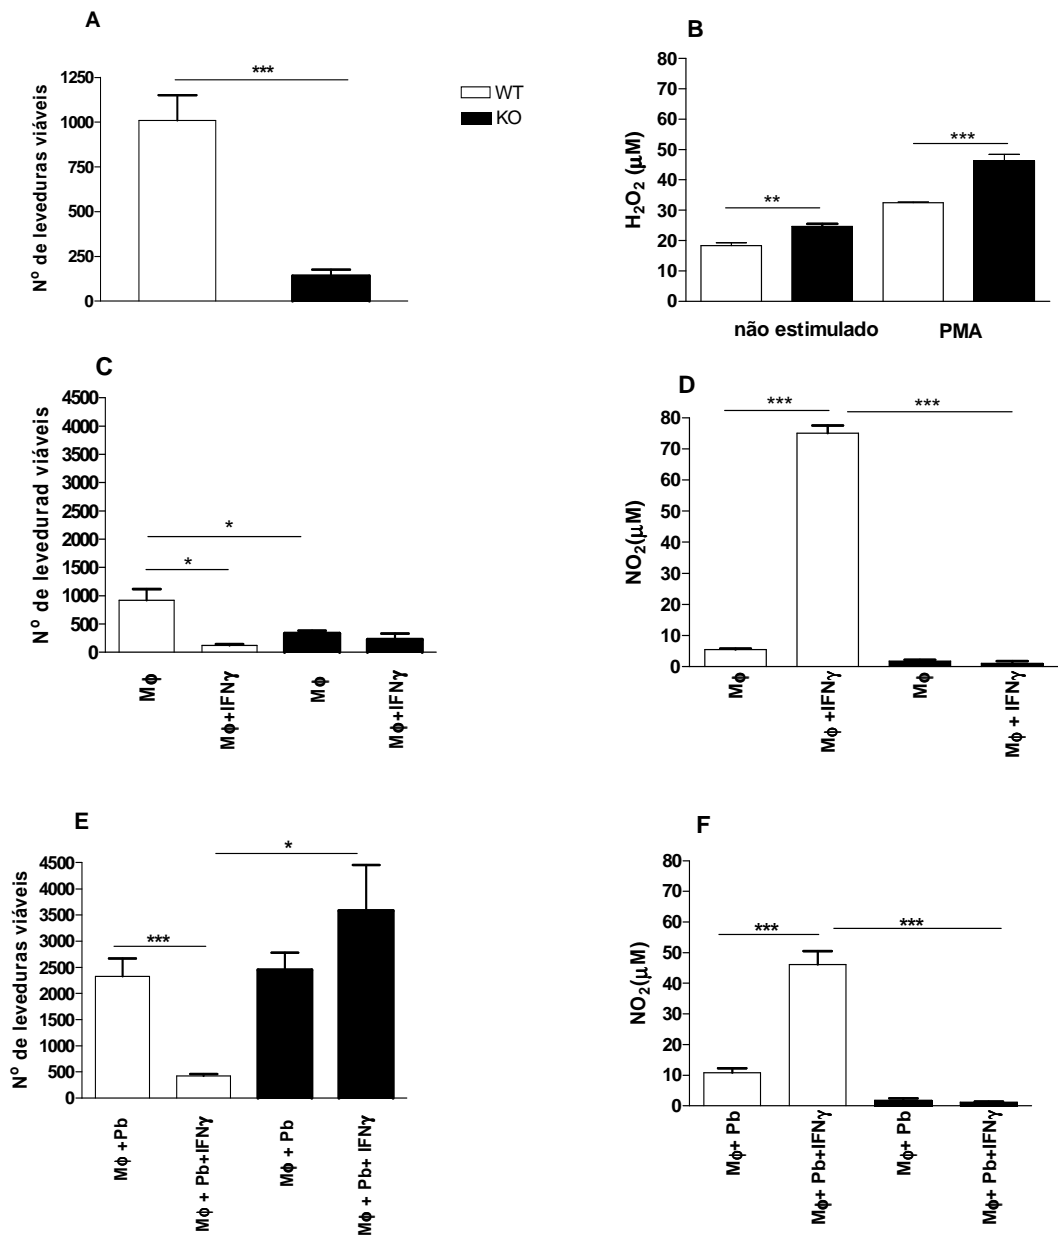 A
Nº de leveduras viáveis
1250
1000
750
500
250
0
***
WT
KO
B
H2O2 (μM)
80
70
60
50
40
30
20
10
0
**
***
não estimulado
PMA
C
Nº de levedurad viáveis
4500
4000
3500
3000
2500
2000
1500
1000
500
0
*
*
Mϕ
Mϕ+IFNγ
Mϕ
Mϕ+IFNγ
D
NO2(μM)
80
70
60
50
40
30
20
10
0
***
***
Mϕ
Mϕ +IFNγ
Mϕ
Mϕ + IFNγ
E
Nº de leveduras viáveis
4500
4000
3500
3000
2500
2000
1500
1000
500
0
***
*
Mϕ +Pb
Mϕ + Pb+IFNγ
Mϕ + Pb
Mϕ + Pb+ IFNγ
F
NO2(μM)
80
70
60
50
40
30
20
10
0
***
***
Mϕ+ Pb
Mϕ+ Pb+IFNγ
Mϕ+ Pb
Mϕ+ Pb+IFNγ